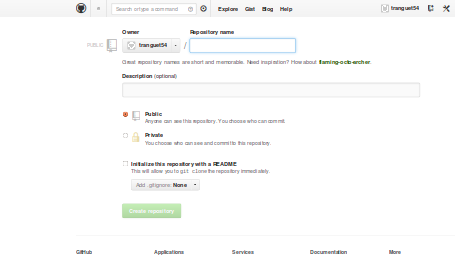 Search or type a command
Explore Gist Blog Help
tranguet54
Owner Repository name
PUBLIC tranguet54 /
Great repository names are short and memorable. Need inspiration? How about flaming-octo-archer.
Description (optional)
Public
Anyone can see this repository. You choose who can commit.
Private
You choose who can see and commit to this repository.
Initialize this repository with a README
This will allow you to git clone the repository immediately.
Add .gitignore: None
Create repository
GitHub Applications Services Documentation More